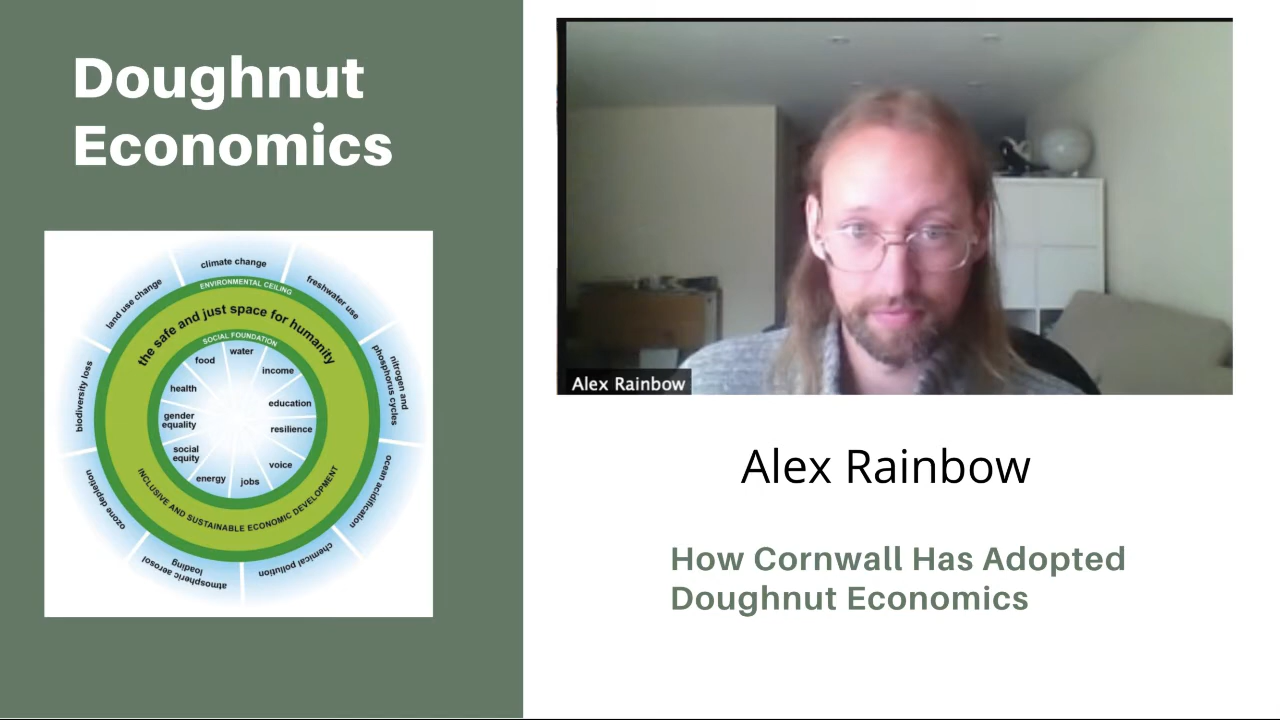 Doughnut
Economics
climate change
freshwater use
nitrogen and
phosphorus cycles
ocean acidification
chemical pollution
atmospheric aerosol
loading
ozone depletion
biodiversity loss
land use change
ENVIRONMENTAL CEILING
the safe and just space for humanity
SOCIAL FOUNDATION
water
income
education
resilience
voice
jobs
energy
social
equity
gender
equality
health
food
INCLUSIVE AND SUSTAINABLE ECONOMIC DEVELOPMENT
Alex Rainbow
Alex Rainbow
How Cornwall Has Adopted
Doughnut Economics